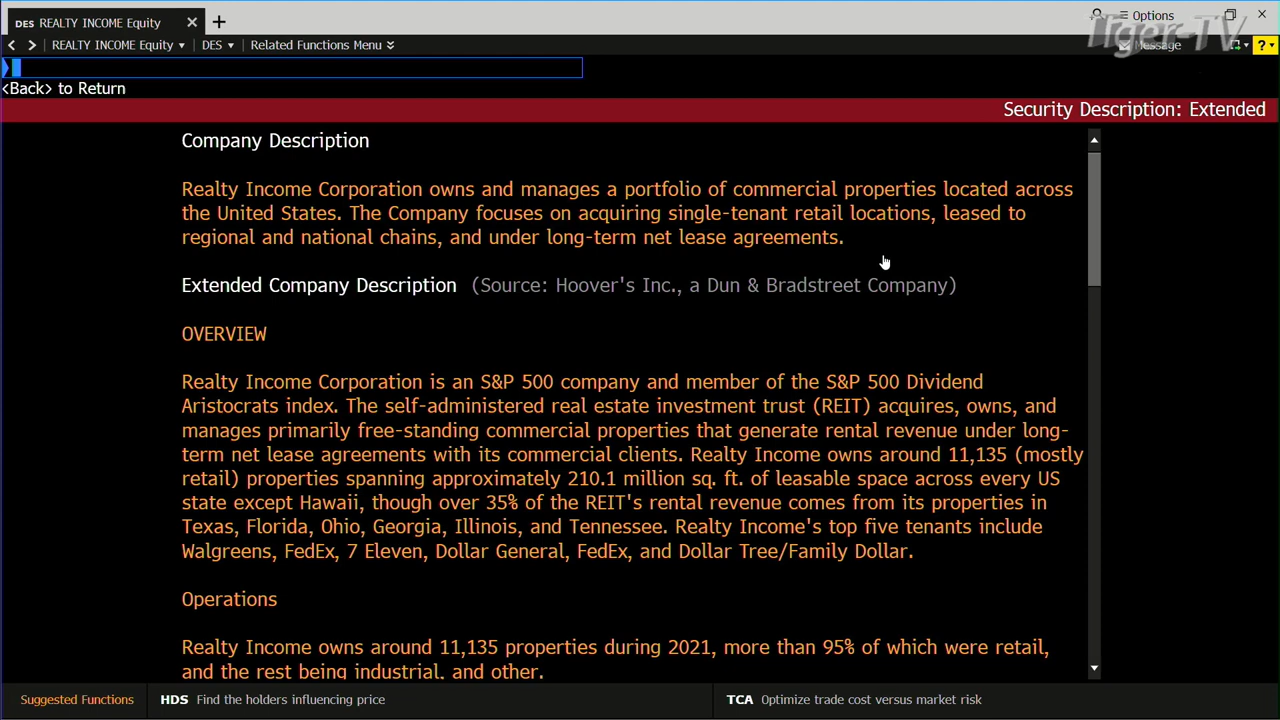 DES REALTY INCOME Equity
Options
REALTY INCOME Equity DES Related Functions Menu Message ?
Tiger-TV
<Back> to Return
Security Description: Extended
Company Description
Realty Income Corporation owns and manages a portfolio of commercial properties located across
the United States. The Company focuses on acquiring single-tenant retail locations, leased to
regional and national chains, and under long-term net lease agreements.
Extended Company Description (Source: Hoover's Inc., a Dun & Bradstreet Company)
OVERVIEW
Realty Income Corporation is an S&P 500 company and member of the S&P 500 Dividend
Aristocrats index. The self-administered real estate investment trust (REIT) acquires, owns, and
manages primarily free-standing commercial properties that generate rental revenue under long-
term net lease agreements with its commercial clients. Realty Income owns around 11,135 (mostly
retail) properties spanning approximately 210.1 million sq. ft. of leasable space across every US
state except Hawaii, though over 35% of the REIT's rental revenue comes from its properties in
Texas, Florida, Ohio, Georgia, Illinois, and Tennessee. Realty Income's top five tenants include
Walgreens, FedEx, 7 Eleven, Dollar General, FedEx, and Dollar Tree/Family Dollar.
Operations
Realty Income owns around 11,135 properties during 2021, more than 95% of which were retail,
and the rest being industrial, and other.
Suggested Functions HDS Find the holders influencing price TCA Optimize trade cost versus market risk